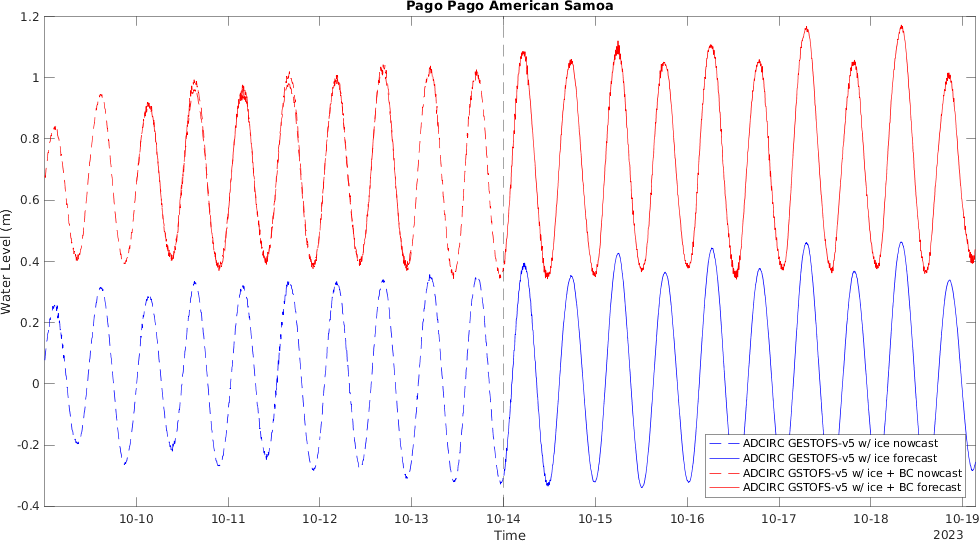 Pago Pago American Samoa
Water Level (m)
1.2
1
0.8
0.6
0.4
0.2
0
-0.2
-0.4
ADCIRC GESTOFS-v5 w/ ice nowcast
ADCIRC GESTOFS-v5 w/ ice forecast
ADCIRC GSTOFS-v5 w/ ice + BC nowcast
ADCIRC GSTOFS-v5 w/ ice + BC forecast
10-10 10-11 10-12 10-13 10-14 10-15 10-16 10-17 10-18 10-19
Time
2023